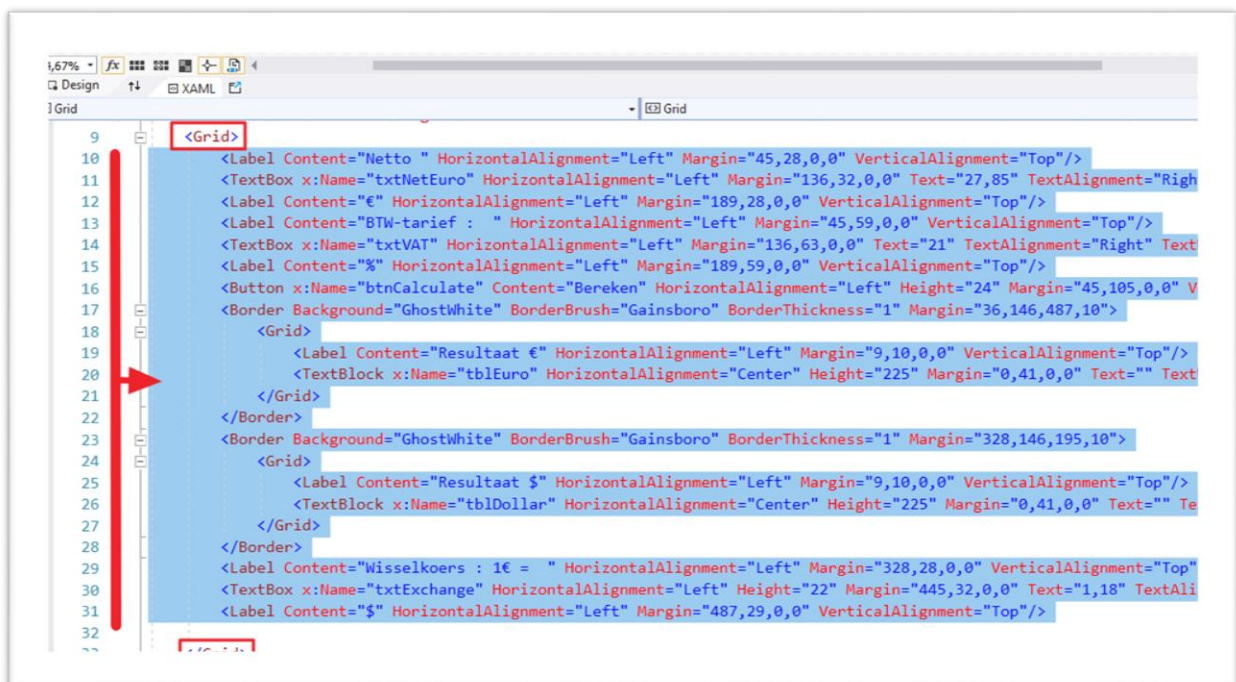 ,67% fx
Design XAML
Grid Grid
9 <Grid>
10 <Label Content="Netto " HorizontalAlignment="Left" Margin="45,28,0,0" VerticalAlignment="Top"/>
11 <TextBox x:Name="txtNetEuro" HorizontalAlignment="Left" Margin="136,32,0,0" Text="27,85" TextAlignment="Righ
12 <Label Content="€" HorizontalAlignment="Left" Margin="189,28,0,0" VerticalAlignment="Top"/>
13 <Label Content="BTW-tarief :  " HorizontalAlignment="Left" Margin="45,59,0,0" VerticalAlignment="Top"/>
14 <TextBox x:Name="txtVAT" HorizontalAlignment="Left" Margin="136,63,0,0" Text="21" TextAlignment="Right" Text
15 <Label Content="%" HorizontalAlignment="Left" Margin="189,59,0,0" VerticalAlignment="Top"/>
16 <Button x:Name="btnCalculate" Content="Bereken" HorizontalAlignment="Left" Height="24" Margin="45,105,0,0" V
17 <Border Background="GhostWhite" BorderBrush="Gainsboro" BorderThickness="1" Margin="36,146,487,10">
18 <Grid>
19 <Label Content="Resultaat €" HorizontalAlignment="Left" Margin="9,10,0,0" VerticalAlignment="Top"/>
20 <TextBlock x:Name="tblEuro" HorizontalAlignment="Center" Height="225" Margin="0,41,0,0" Text="" Text
21 </Grid>
22 </Border>
23 <Border Background="GhostWhite" BorderBrush="Gainsboro" BorderThickness="1" Margin="328,146,195,10">
24 <Grid>
25 <Label Content="Resultaat $" HorizontalAlignment="Left" Margin="9,10,0,0" VerticalAlignment="Top"/>
26 <TextBlock x:Name="tblDollar" HorizontalAlignment="Center" Height="225" Margin="0,41,0,0" Text="" Te
27 </Grid>
28 </Border>
29 <Label Content="Wisselkoers : 1€ =  " HorizontalAlignment="Left" Margin="328,28,0,0" VerticalAlignment="Top"
30 <TextBox x:Name="txtExchange" HorizontalAlignment="Left" Height="22" Margin="445,32,0,0" Text="1,18" TextAli
31 <Label Content="$" HorizontalAlignment="Left" Margin="487,29,0,0" VerticalAlignment="Top"/>
32